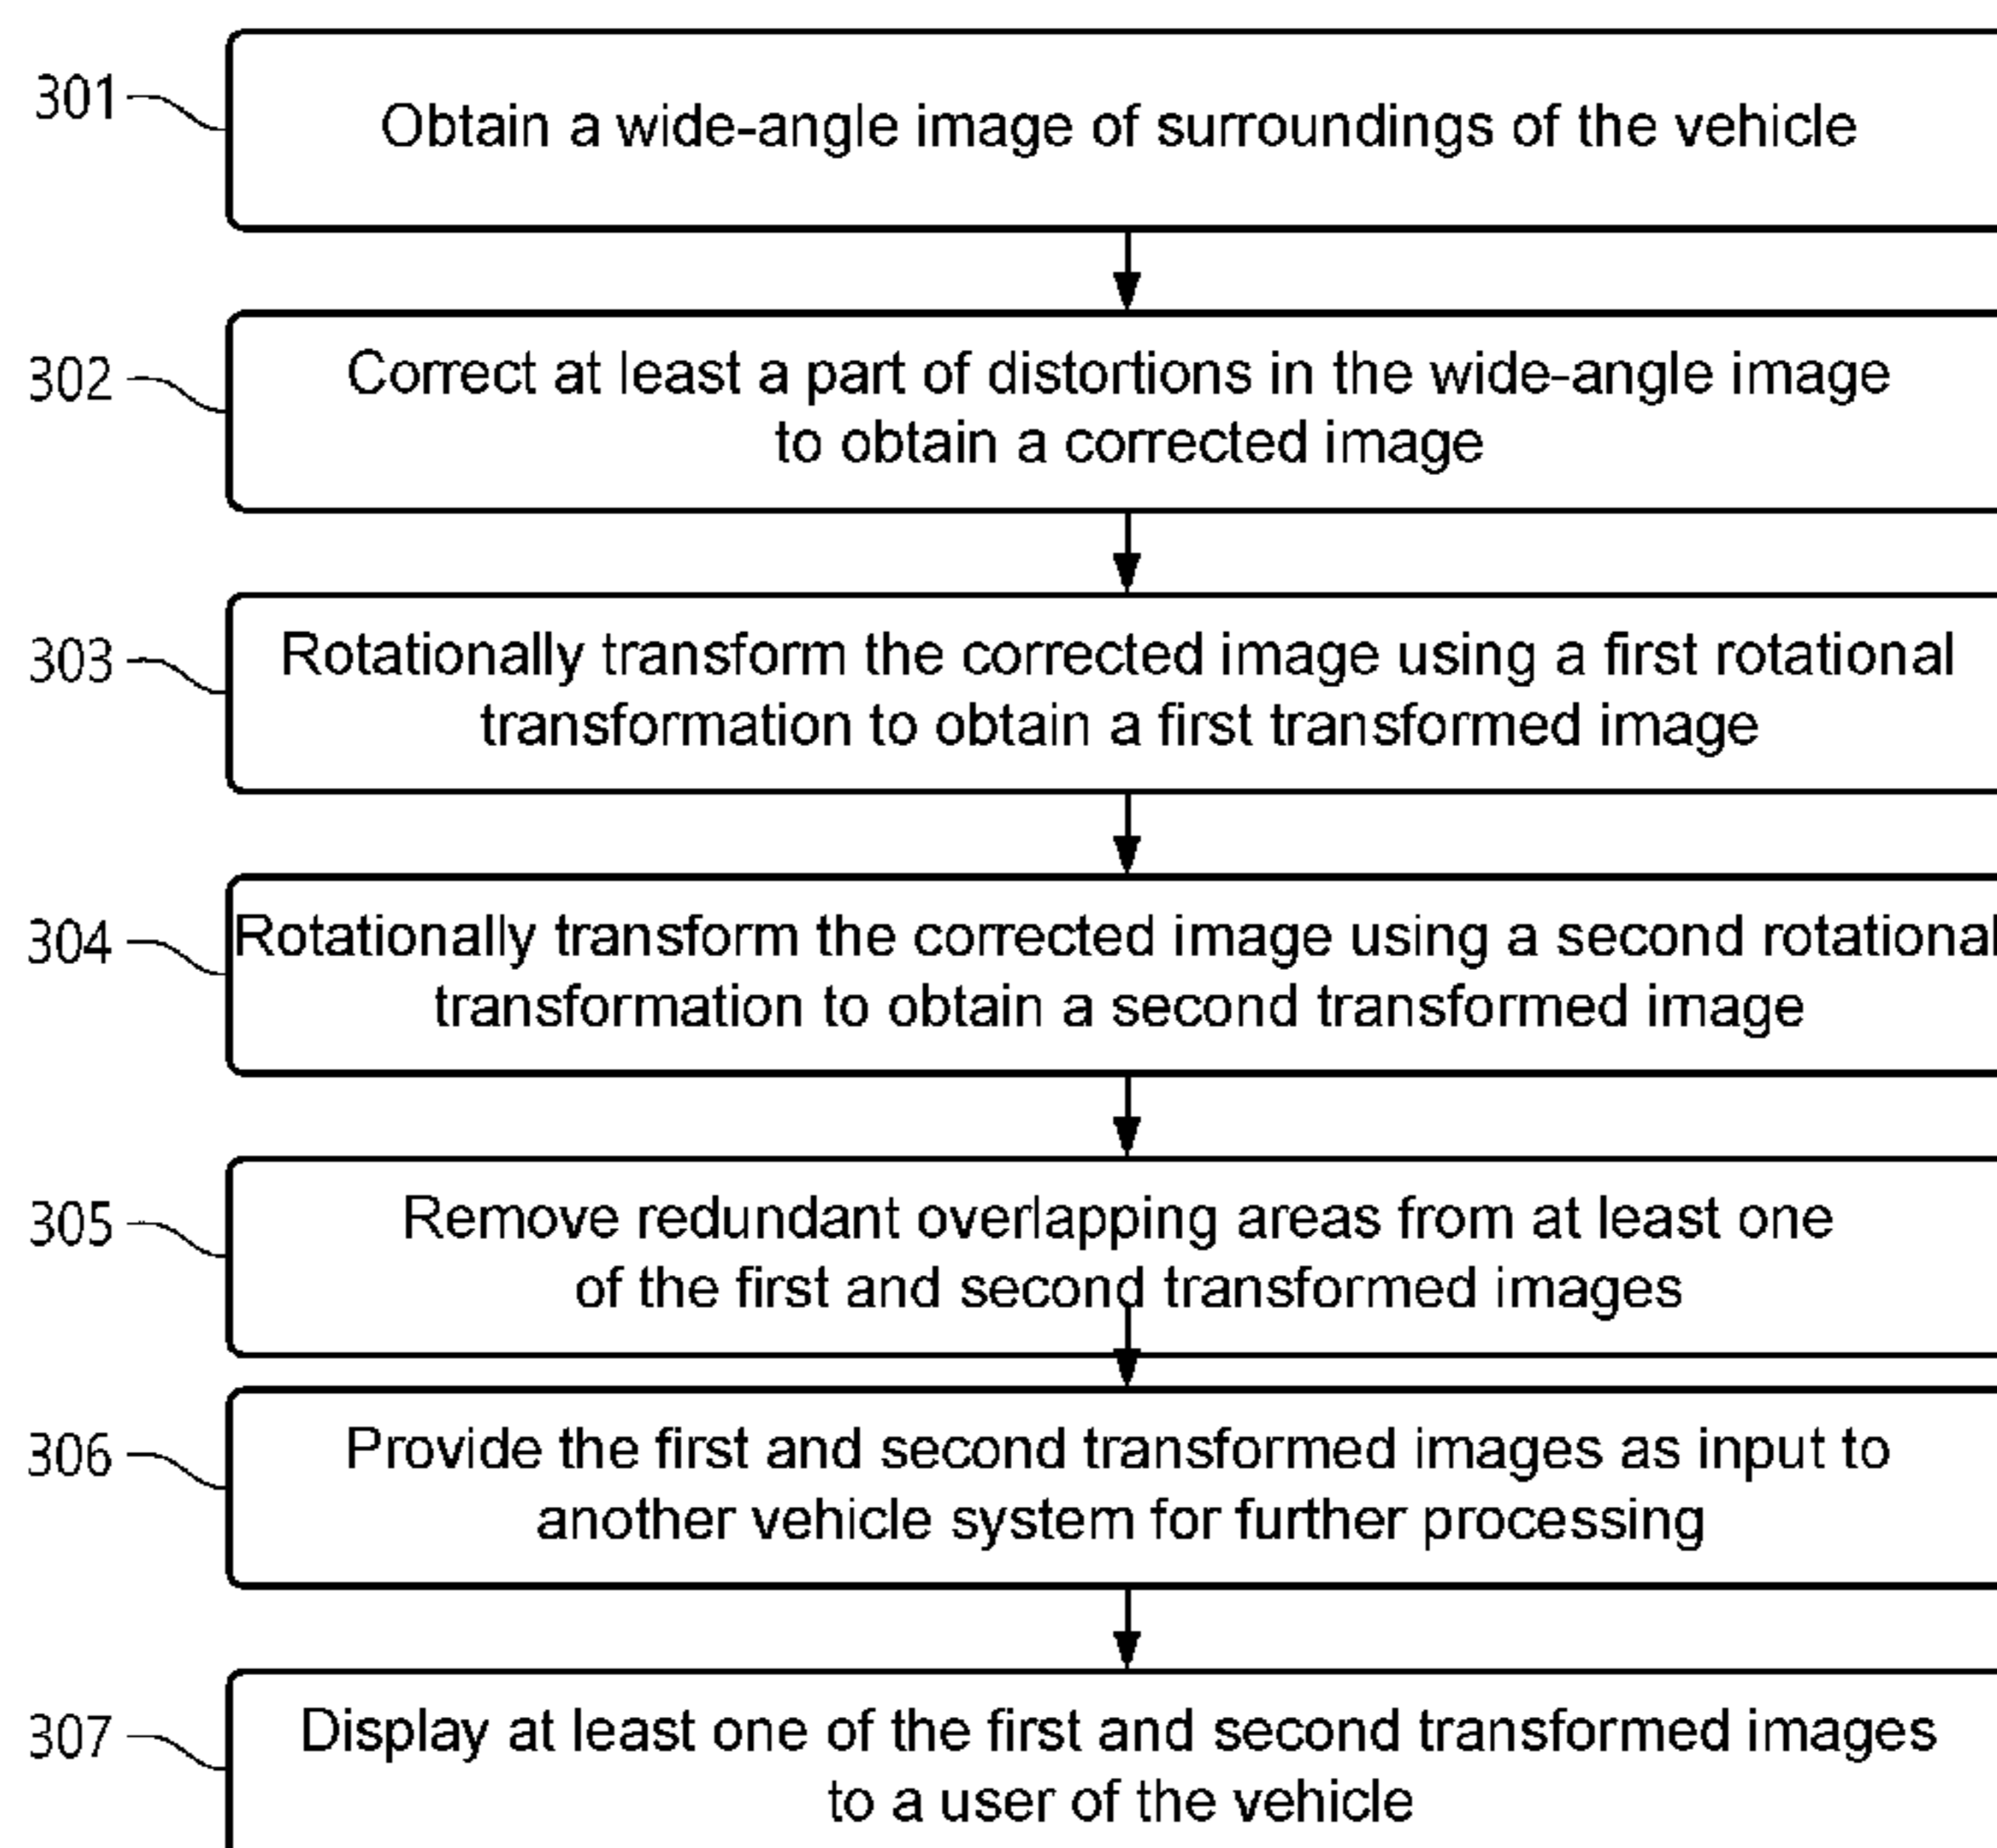 301
Obtain a wide-angle image of surroundings of the vehicle
302
Correct at least a part of distortions in the wide-angle image
to obtain a corrected image
303
Rotationally transform the corrected image using a first rotational
transformation to obtain a first transformed image
304
Rotationally transform the corrected image using a second rotational
transformation to obtain a second transformed image
305
Remove redundant overlapping areas from at least one
of the first and second transformed images
306
Provide the first and second transformed images as input to
another vehicle system for further processing
307
Display at least one of the first and second transformed images
to a user of the vehicle